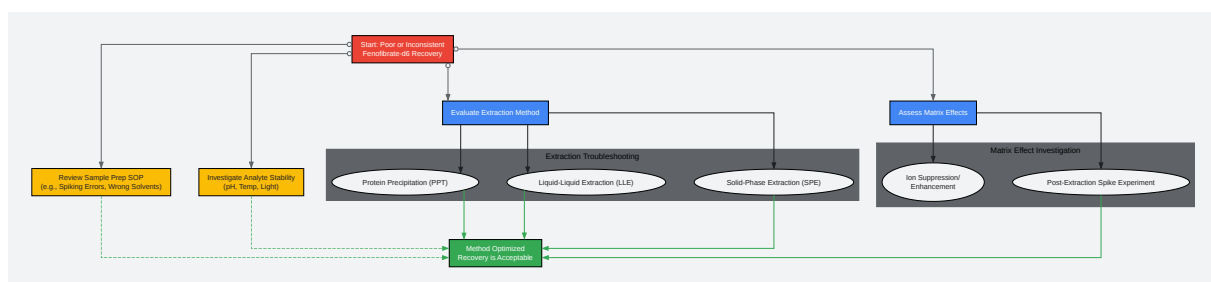 Start: Poor or Inconsistent
Fenofibrate-d6 Recovery
Evaluate Extraction Method
Assess Matrix Effects
Extraction Troubleshooting
Matrix Effect Investigation
Review Sample Prep SOP
(e.g., Spiking Errors, Wrong Solvents)
Investigate Analyte Stability
(pH, Temp, Light)
Protein Precipitation (PPT)
Liquid-Liquid Extraction (LLE)
Solid-Phase Extraction (SPE)
Ion Suppression/
Enhancement
Post-Extraction Spike Experiment
Method Optimized
Recovery is Acceptable